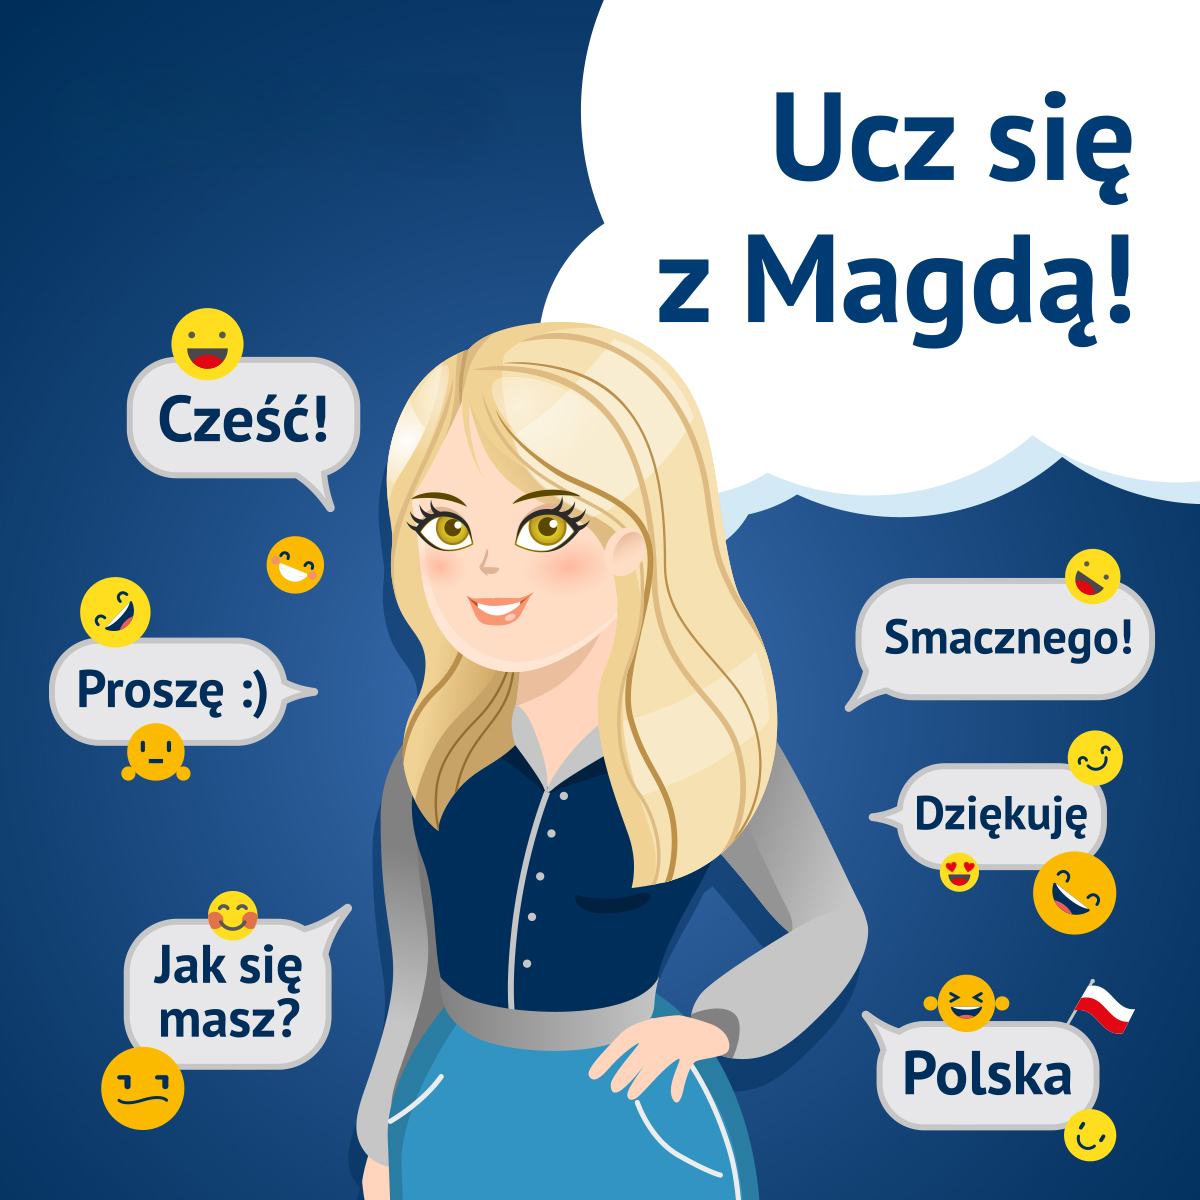 Ucz się
z Magdą!
Cześć!
Proszę :)
Jak się
masz?
Smacznego!
Dziękuję
Polska